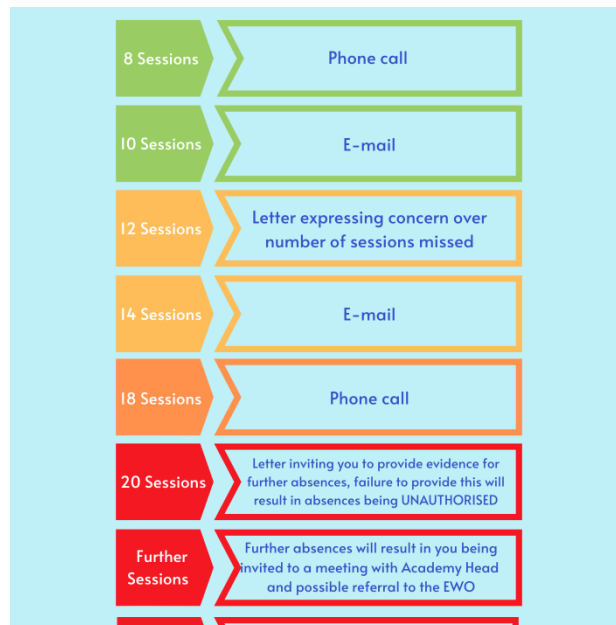 8 Sessions
Phone call
10 Sessions
E-mail
12 Sessions
Letter expressing concern over
number of sessions missed
14 Sessions
E-mail
18 Sessions
Phone call
20 Sessions
Letter inviting you to provide evidence for
further absences, failure to provide this will
result in absences being UNAUTHORISED
Further
Sessions
Further absences will result in you being
invited to a meeting with Academy Head
and possible referral to the EWO